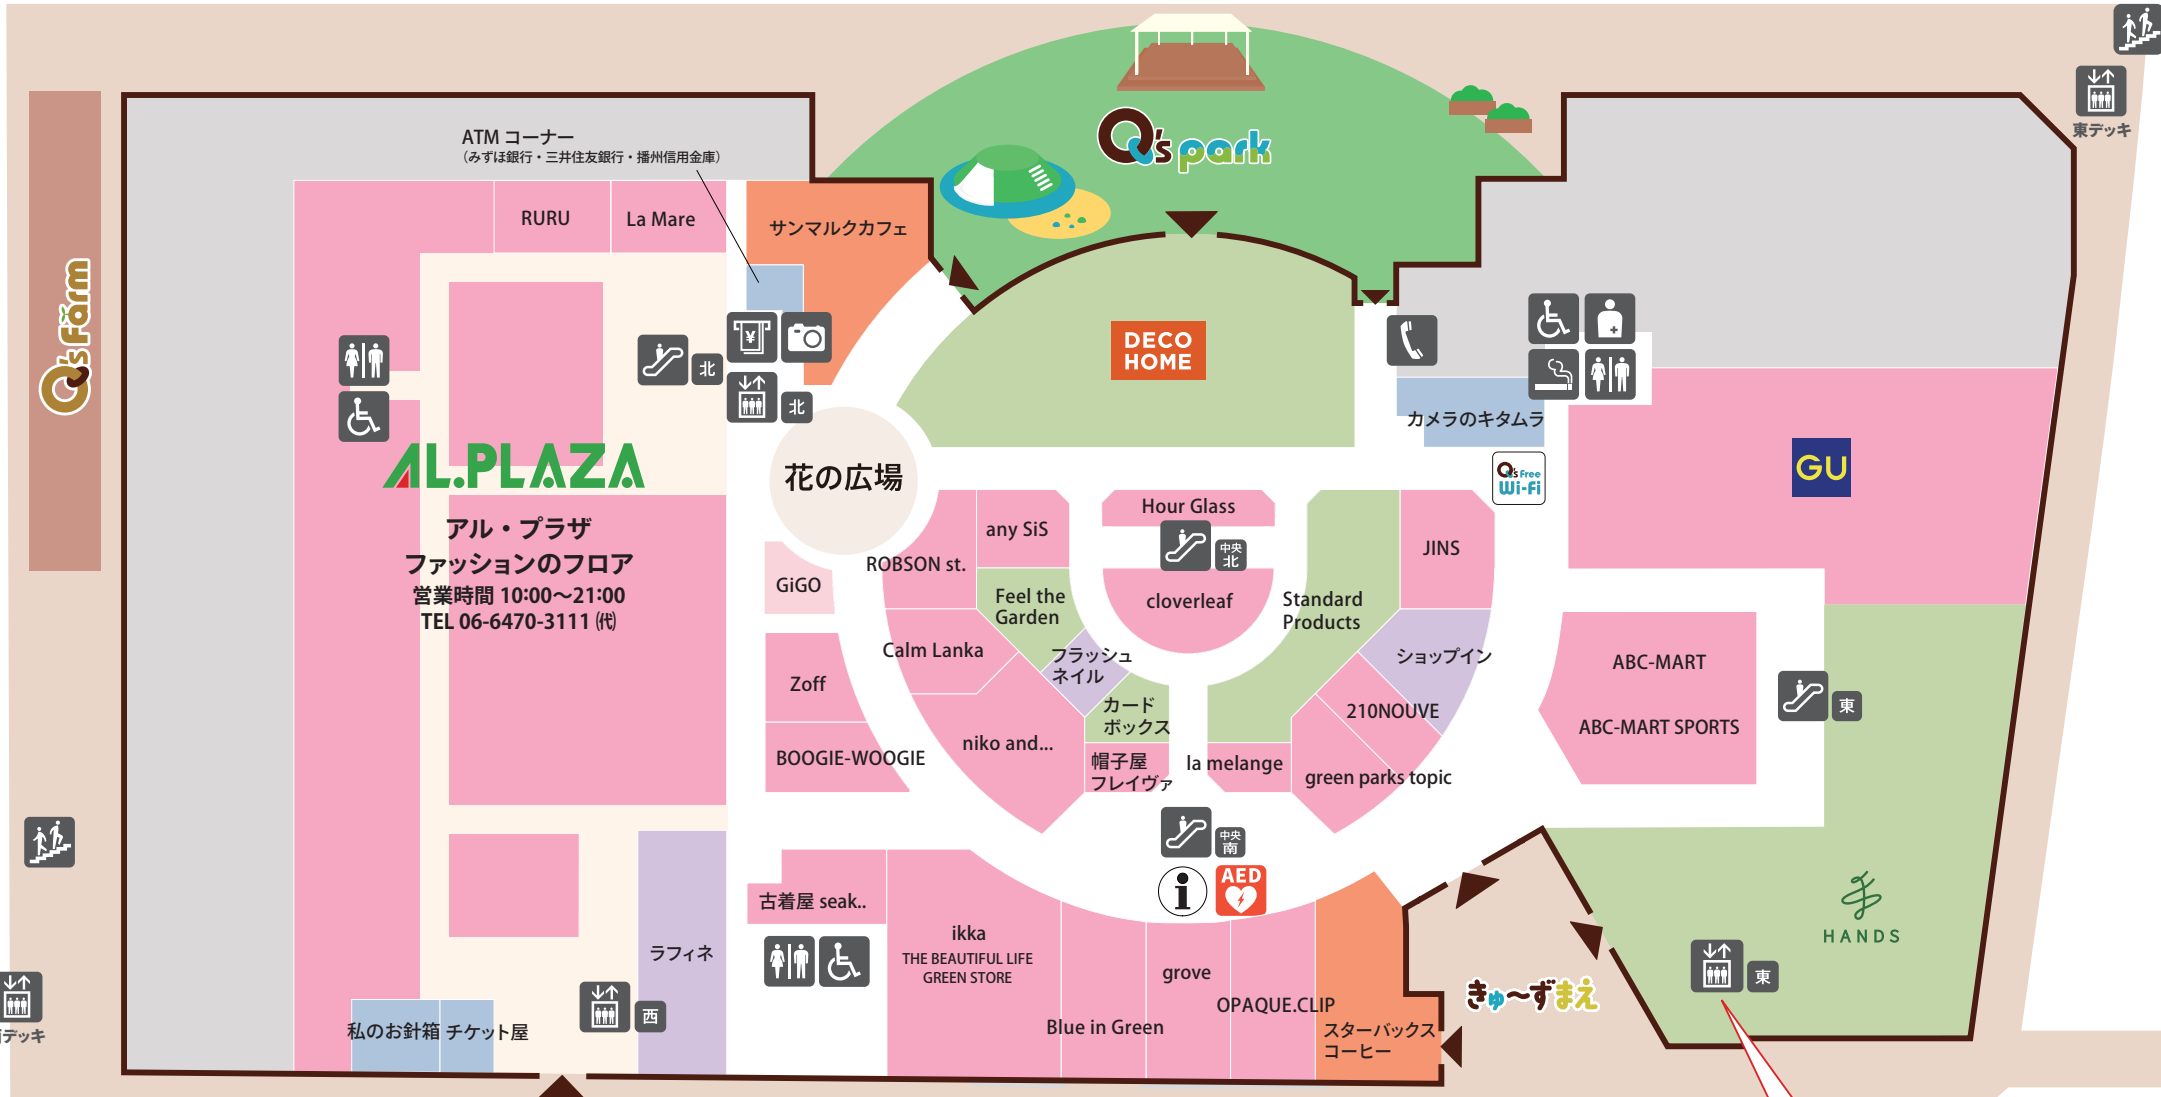 東デッキ
ATM コーナー
（みずほ銀行・三井住友銀行・播州信用金庫）
Q's park
RURU
La Mare
サンマルクカフェ
Q's Farm
DECO
HOME
¥
北
北
カメラのキタムラ
Q's Free
Wi-Fi
GU
AL.PLAZA
アル・プラザ
ファッションのフロア
営業時間 10:00～21:00
TEL 06-6470-3111 ㈹
花の広場
GiGO
Zoff
BOOGIE-WOOGIE
ROBSON st.
any SiS
Hour Glass
中央
北
cloverleaf
Feel the
Garden
Standard
Products
JINS
Calm Lanka
フラッシュ
ネイル
ショップイン
カード
ボックス
210NOUVE
niko and...
帽子屋
フレイヴァ
la melange
green parks topic
ABC-MART
ABC-MART SPORTS
東
中央
南
i
AED
古着屋 seak..
ラフィネ
ikka
THE BEAUTIFUL LIFE
GREEN STORE
grove
OPAQUE.CLIP
Blue in Green
スターバックス
コーヒー
きゅ〜ずまえ
HANDS
東
西
私のお針箱
チケット屋
デッキ